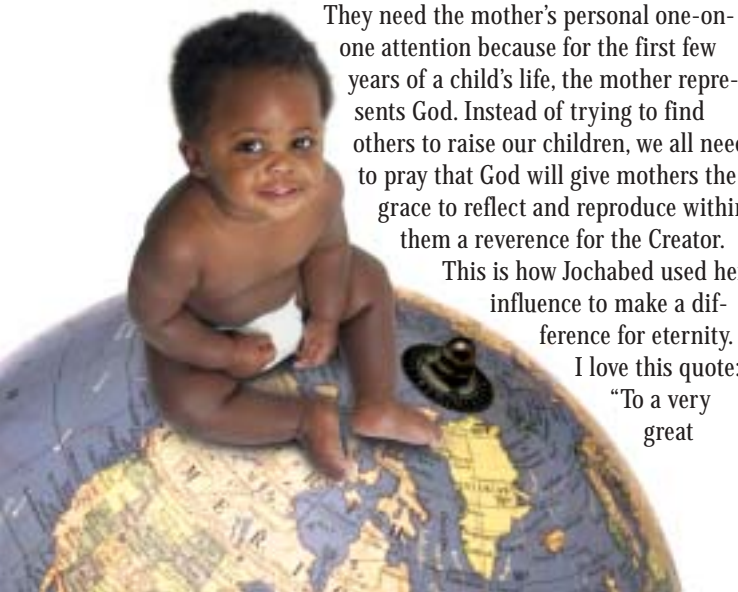 They need the mother’s personal one-on-
one attention because for the first few
years of a child’s life, the mother repre-
sents God. Instead of trying to find
others to raise our children, we all need
to pray that God will give mothers the
grace to reflect and reproduce within
them a reverence for the Creator.
This is how Jochabed used her
influence to make a dif-
ference for eternity.
I love this quote:
“To a very
great